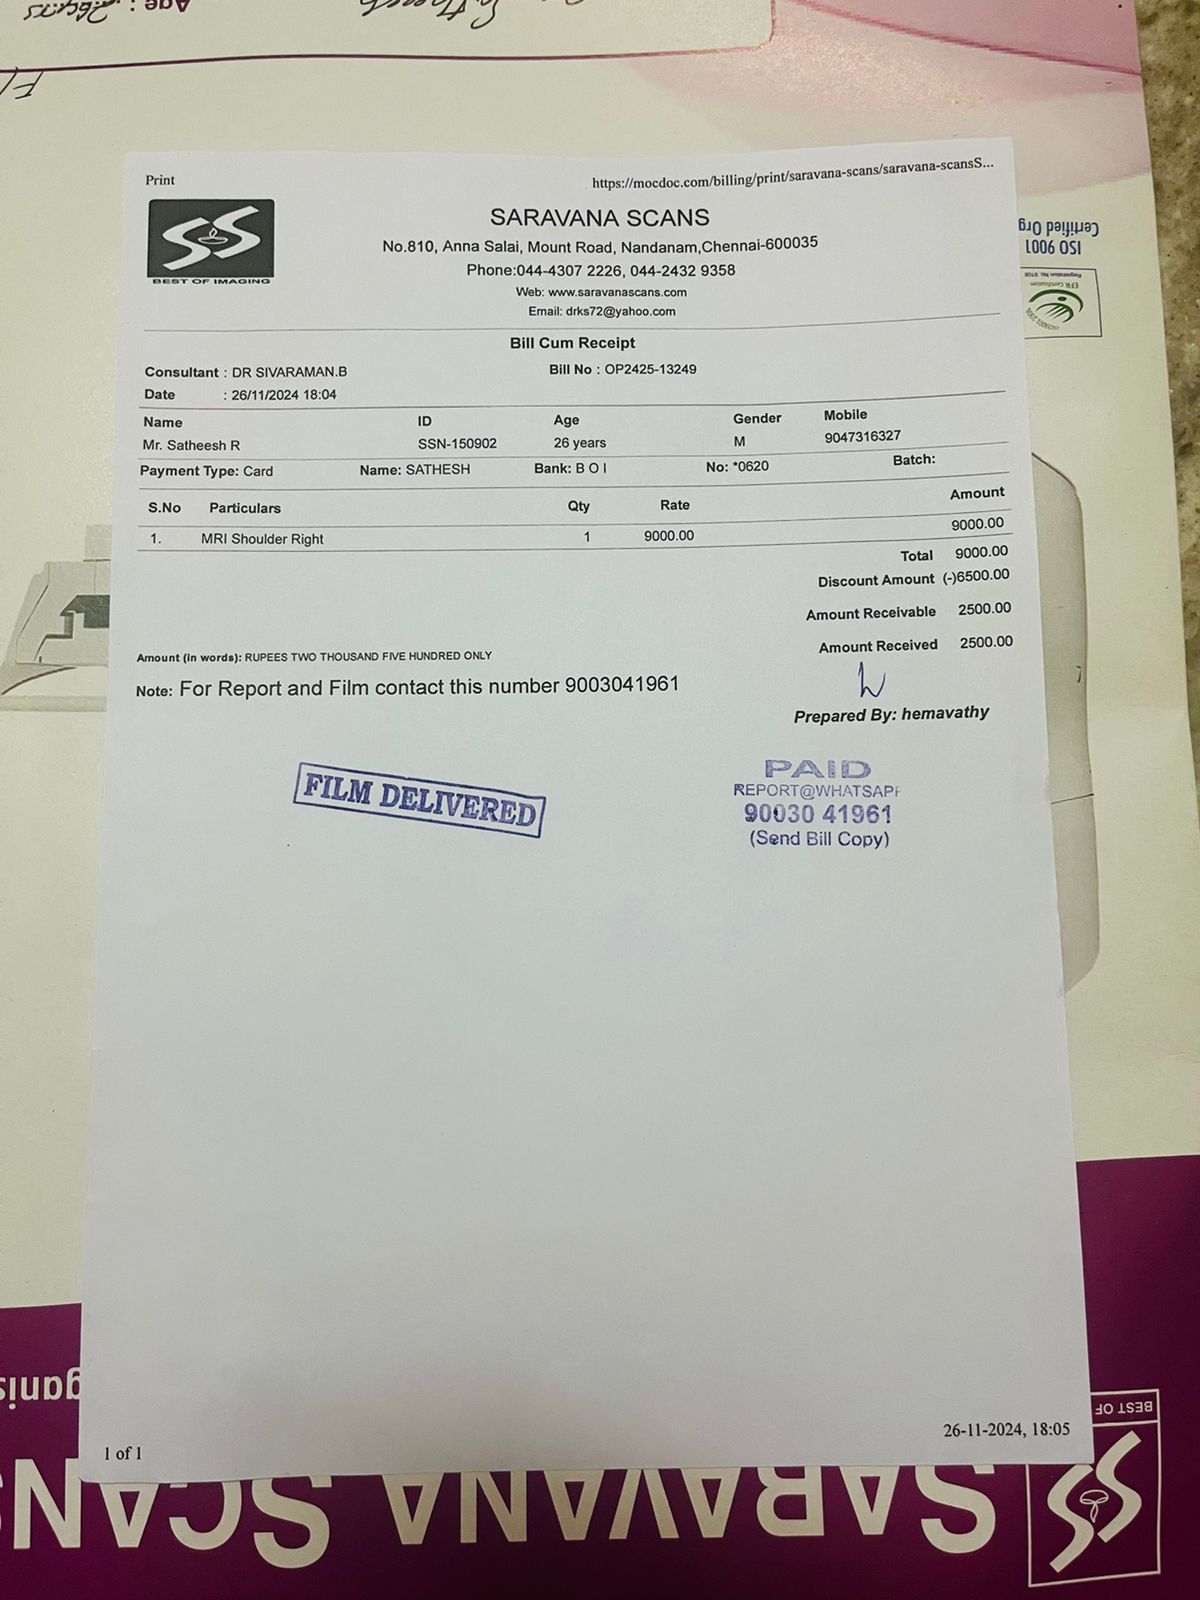 Print
https://mocdoc.com/billing/print/saravana-scans/saravana-scansS...
SS
BEST OF IMAGING
SARAVANA SCANS
No.810, Anna Salai, Mount Road, Nandanam,Chennai-600035
Phone:044-4307 2226, 044-2432 9358
Web: www.saravanascans.com
Email: drks72@yahoo.com
Bill Cum Receipt
Consultant : DR SIVARAMAN.B Bill No : OP2425-13249
Date : 26/11/2024 18:04
Name ID Age Gender Mobile
Mr. Satheesh R SSN-150902 26 years M 9047316327
Payment Type: Card Name: SATHESH Bank: B O I No: *0620 Batch:
S.No Particulars Qty Rate Amount
1. MRI Shoulder Right 1 9000.00 9000.00
Total 9000.00
Discount Amount (-)6500.00
Amount Receivable 2500.00
Amount Received 2500.00
Amount (in words): RUPEES TWO THOUSAND FIVE HUNDRED ONLY
Note: For Report and Film contact this number 9003041961
Prepared By: hemavathy
FILM DELIVERED
PAID
REPORT@WHATSAPP
90030 41961
(Send Bill Copy)
1 of 1
26-11-2024, 18:05
Age :
ISO 9001
Certified Org
EFR Certification
BEST OF
SS
SARAVANA SCANS